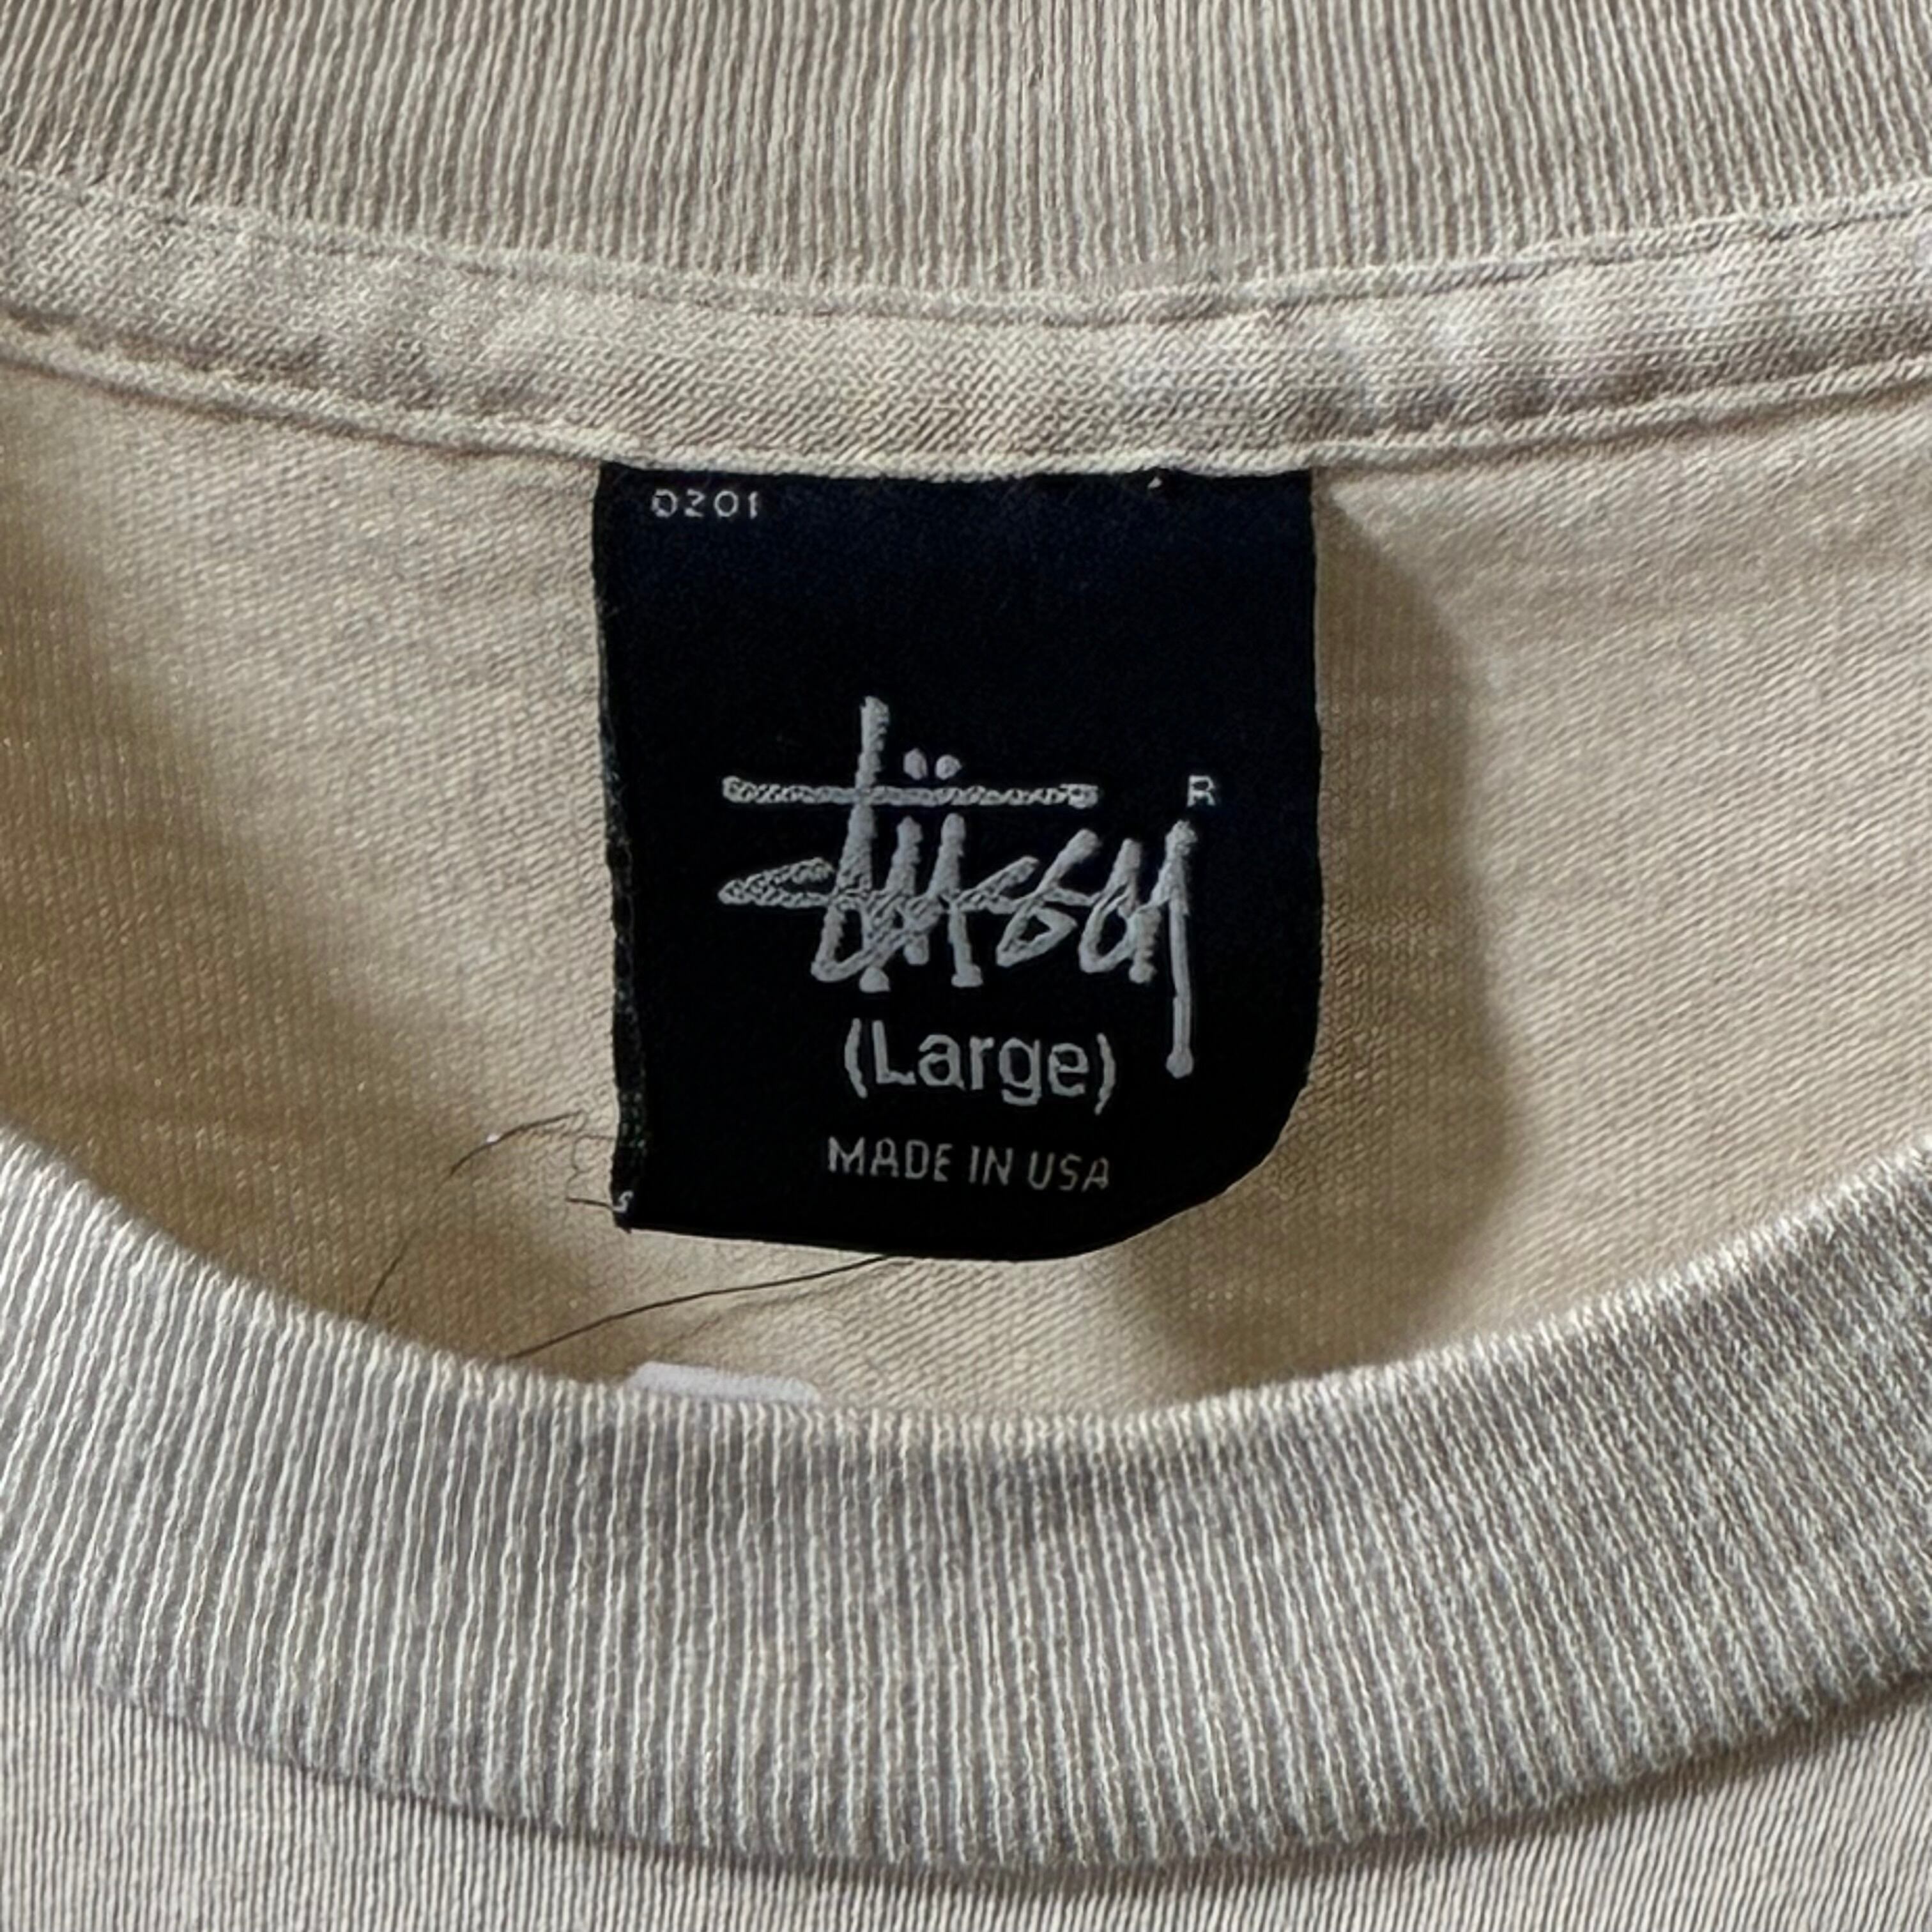 0201
Stüssy R
(Large)
MADE IN USA